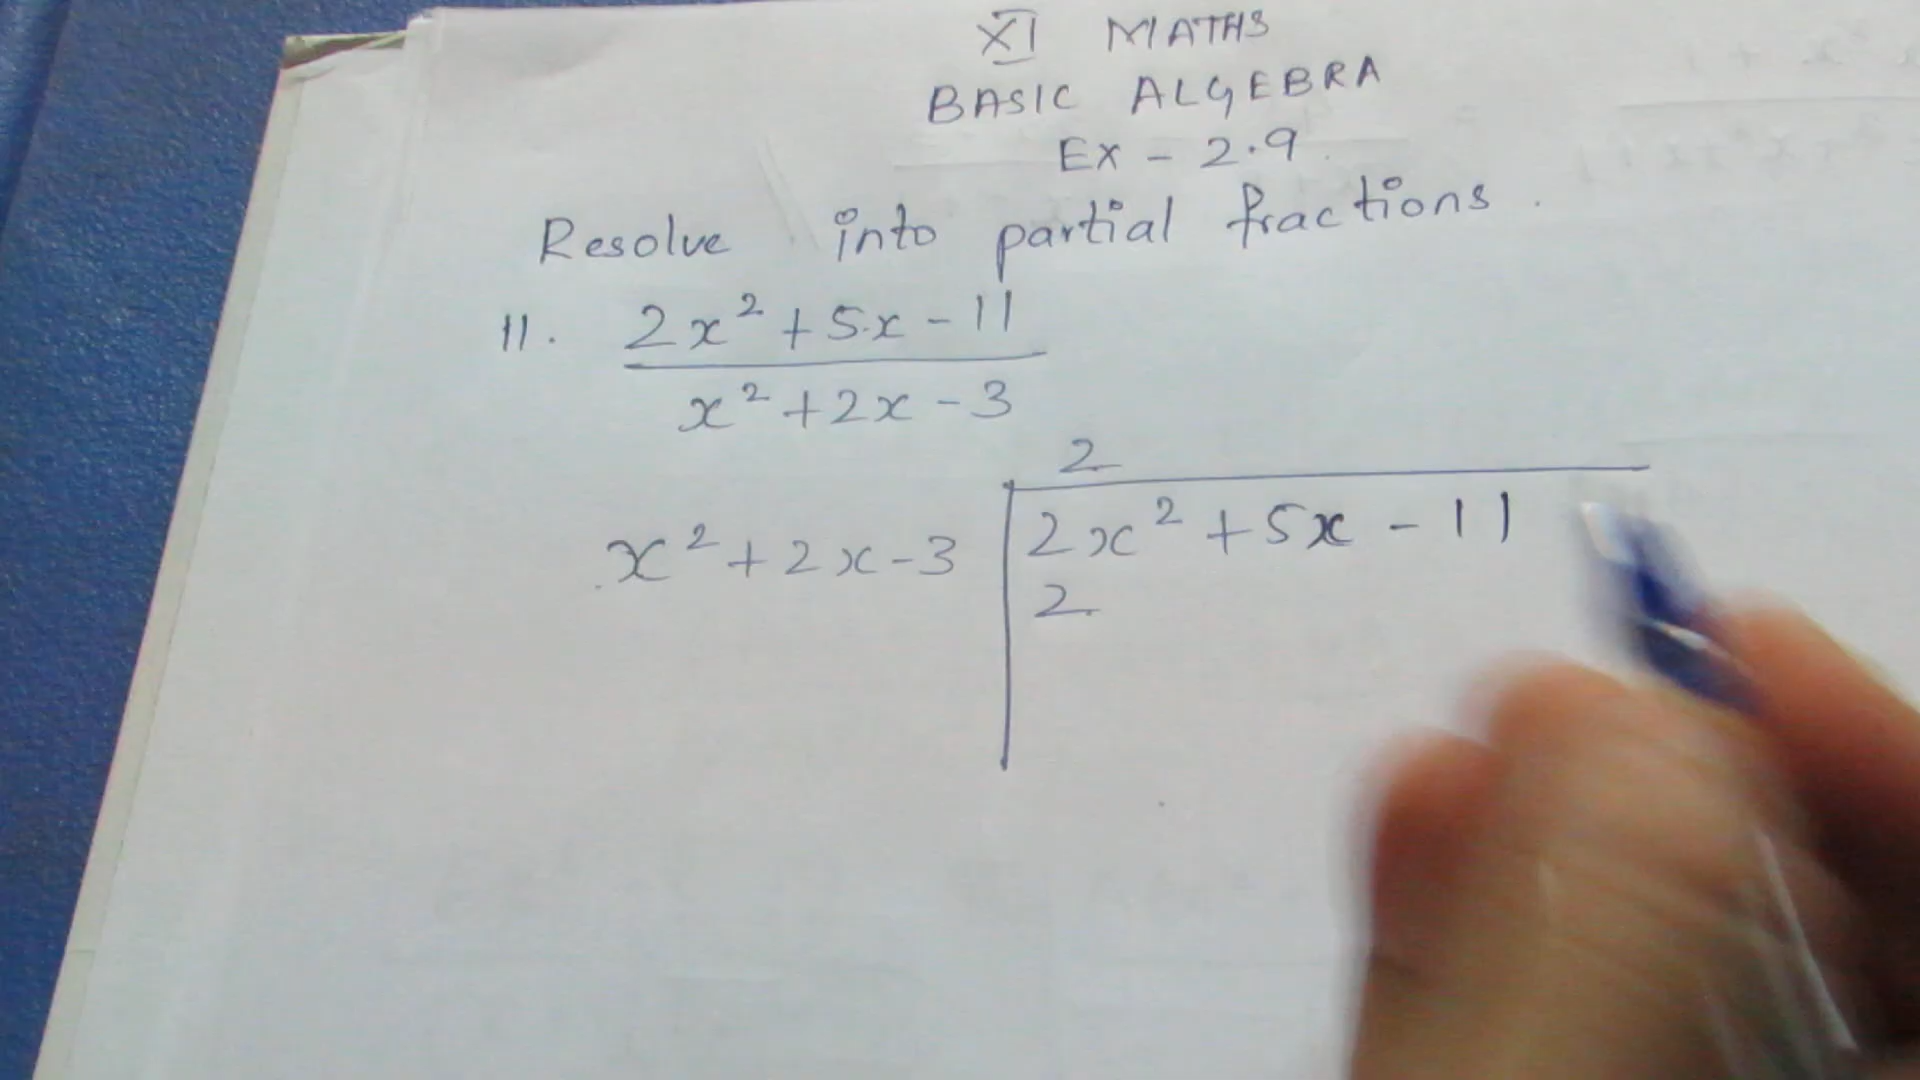 XI MATHS
BASIC ALGEBRA
EX - 2.9
Resolve into partial fractions.
11. 2x² + 5x - 11
x² + 2x - 3
2
x² + 2x - 3 2x² + 5x - 11
2